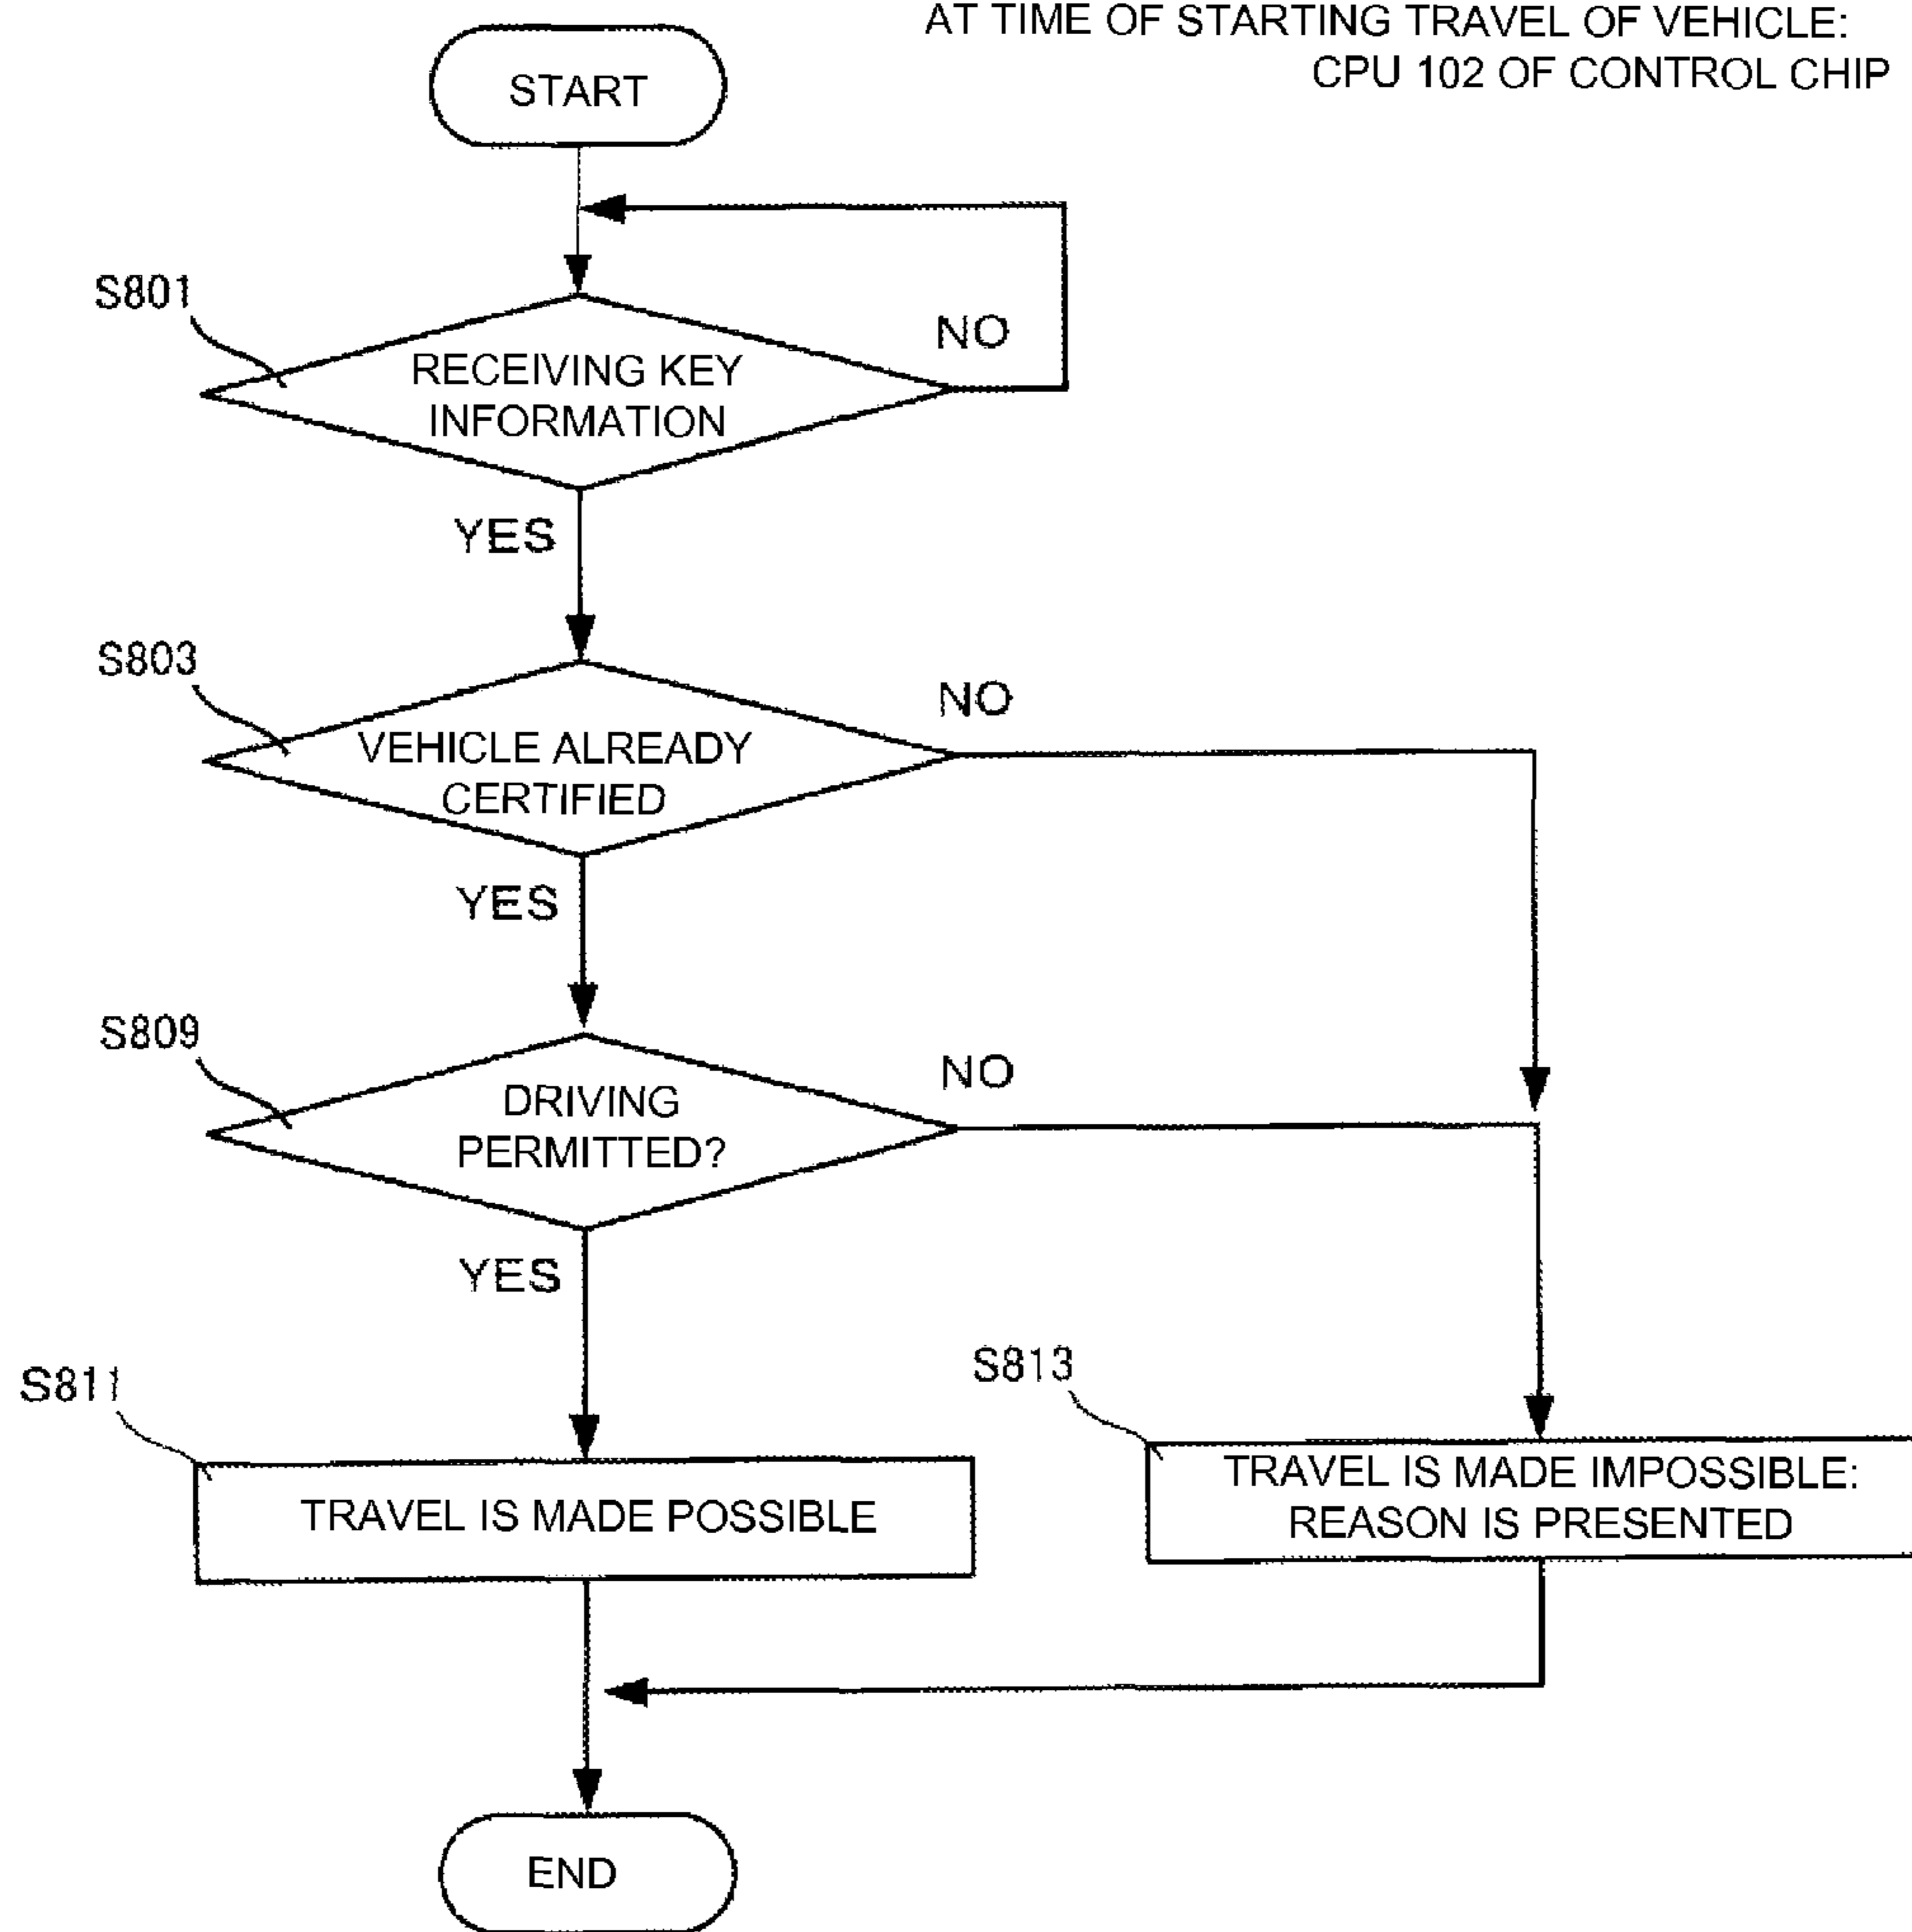 AT TIME OF STARTING TRAVEL OF VEHICLE:
CPU 102 OF CONTROL CHIP
START
S801
NO
RECEIVING KEY
INFORMATION
YES
S803
NO
VEHICLE ALREADY
CERTIFIED
YES
S809
NO
DRIVING
PERMITTED?
YES
S811
S813
TRAVEL IS MADE POSSIBLE
TRAVEL IS MADE IMPOSSIBLE:
REASON IS PRESENTED
END